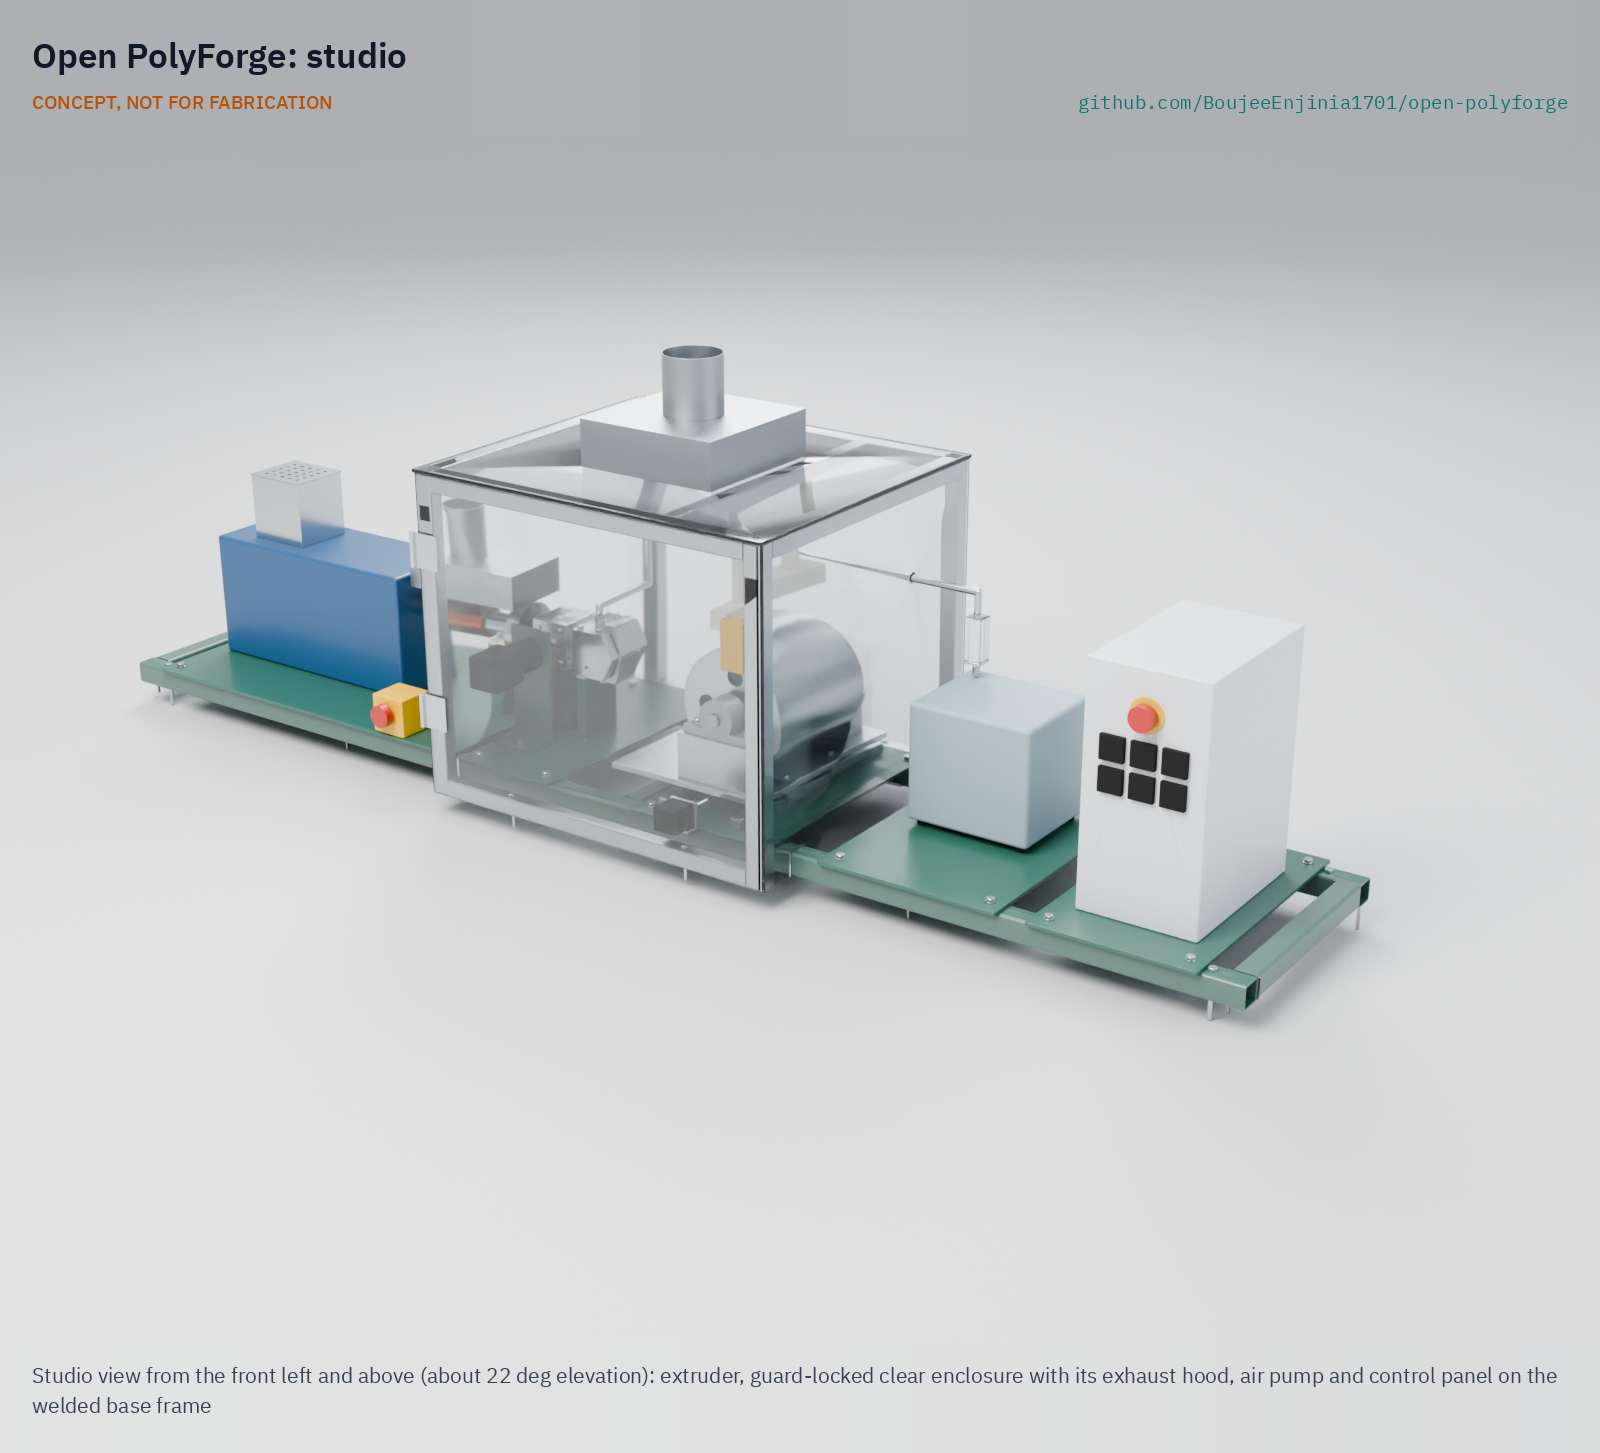 Open PolyForge: studio
CONCEPT, NOT FOR FABRICATION
github.com/BoujeeEnjinia1701/open-polyforge
Studio view from the front left and above (about 22 deg elevation): extruder, guard-locked clear enclosure with its exhaust hood, air pump and control panel on the
welded base frame